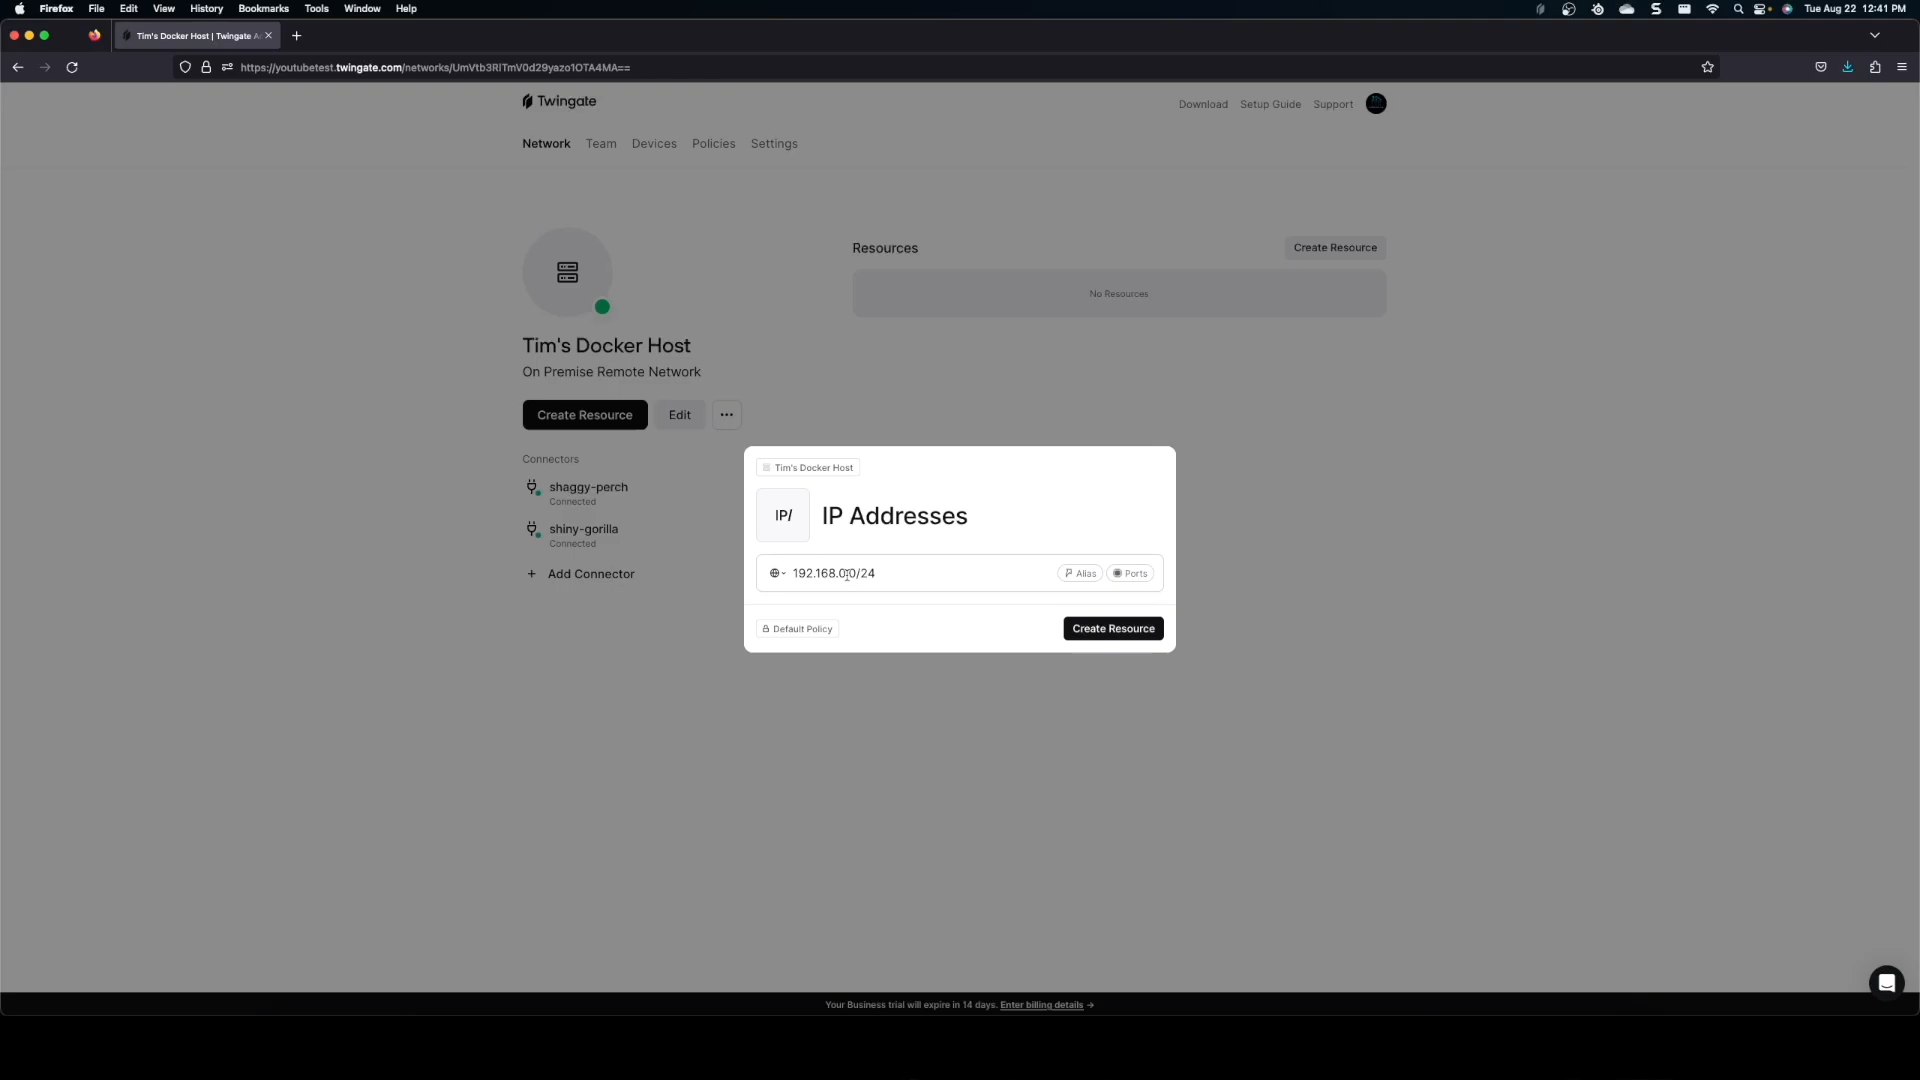 Firefox File Edit View History Bookmarks Tools Window Help
Tue Aug 22 12:41 PM
Tim's Docker Host | Twingate A
https://youtubetest.twingate.com/networks/UmVtb3RlTmV0d29yazo1OTA4MA==
Twingate
Download Setup Guide Support
Network Team Devices Policies Settings
Resources
Create Resource
No Resources
Tim's Docker Host
On Premise Remote Network
Create Resource Edit
Connectors
shaggy-perch
Connected
shiny-gorilla
Connected
+ Add Connector
Tim's Docker Host
IP/ IP Addresses
192.168.0.0/24 Alias Ports
Default Policy Create Resource
Your Business trial will expire in 14 days. Enter billing details →